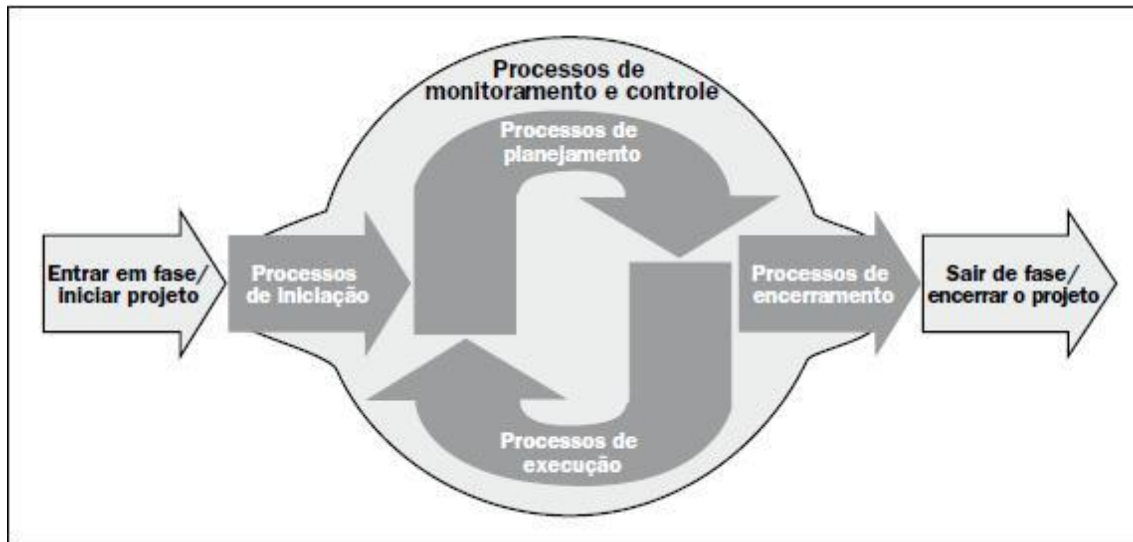 Processos de
monitoramento e controle
Processos de
planejamento
Entrar em fase/
iniciar projeto
Processos
de iniciação
Processos de
encerramento
Sair de fase/
encerrar o projeto
Processos de
execução